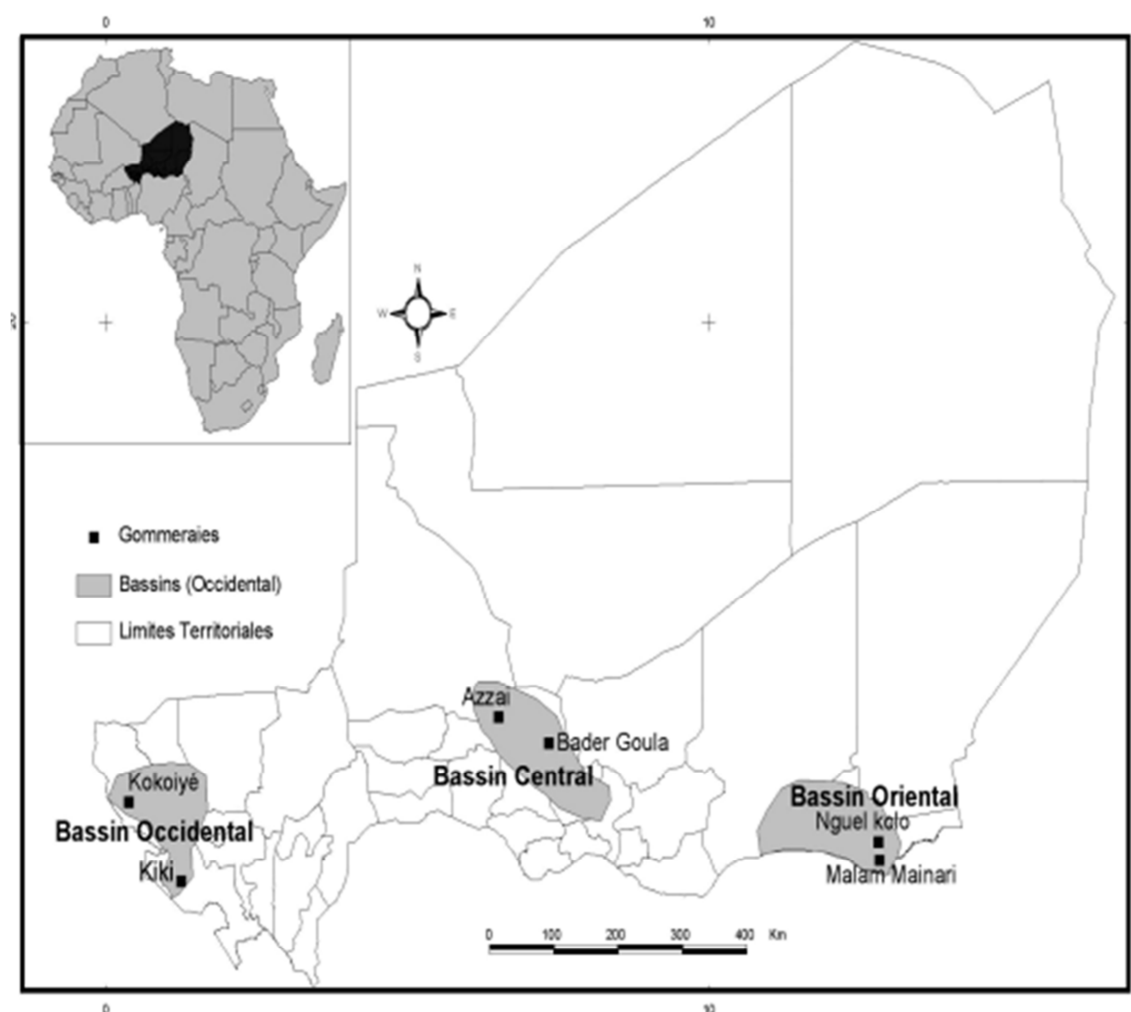 0
10
20
N
W
E
S
Gommeraies
Bassins (Occidental)
Limites Territoriales
Azzai
Bader Goula
Bassin Central
Kokoiyé
Bassin Oriental
Nguel kolo
Bassin Occidental
Kiki
Malam Mainari
0
100
200
300
400
Km
0
10